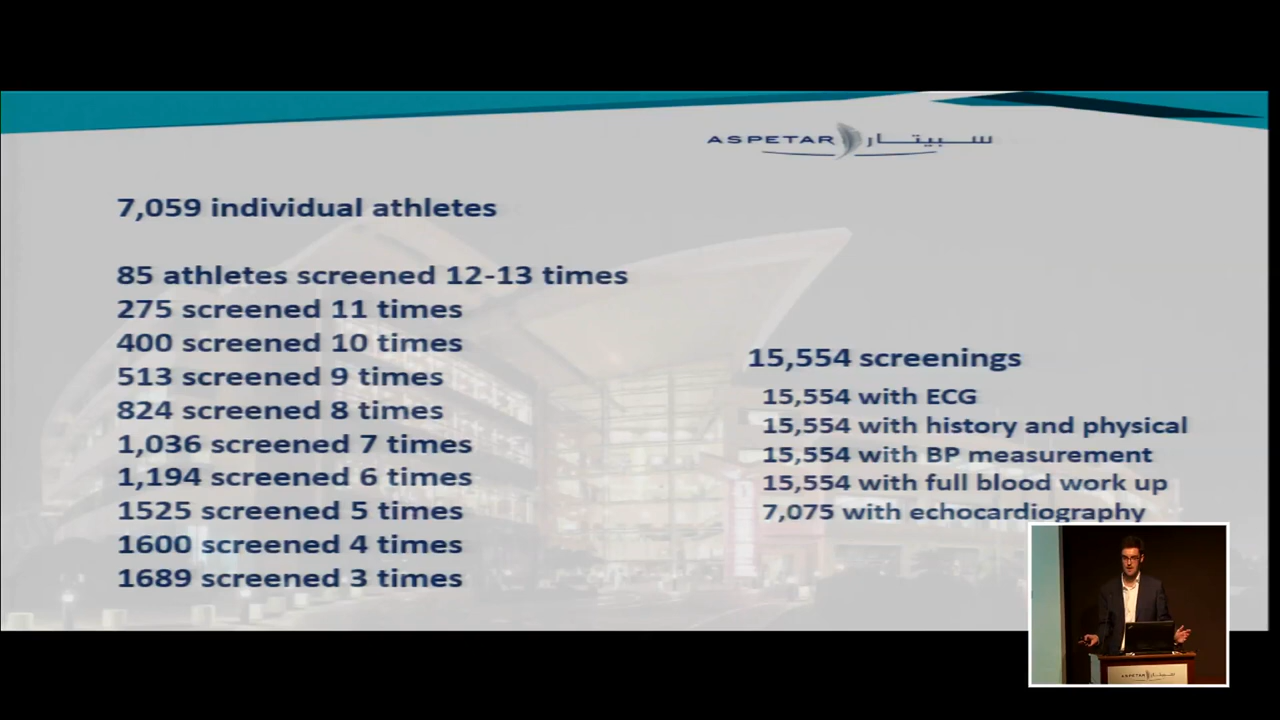 ASPETAR سبيتار
7,059 individual athletes
85 athletes screened 12-13 times
275 screened 11 times
400 screened 10 times
513 screened 9 times
824 screened 8 times
1,036 screened 7 times
1,194 screened 6 times
1525 screened 5 times
1600 screened 4 times
1689 screened 3 times
15,554 screenings
15,554 with ECG
15,554 with history and physical
15,554 with BP measurement
15,554 with full blood work up
7,075 with echocardiography
ASPETAR سبيتار